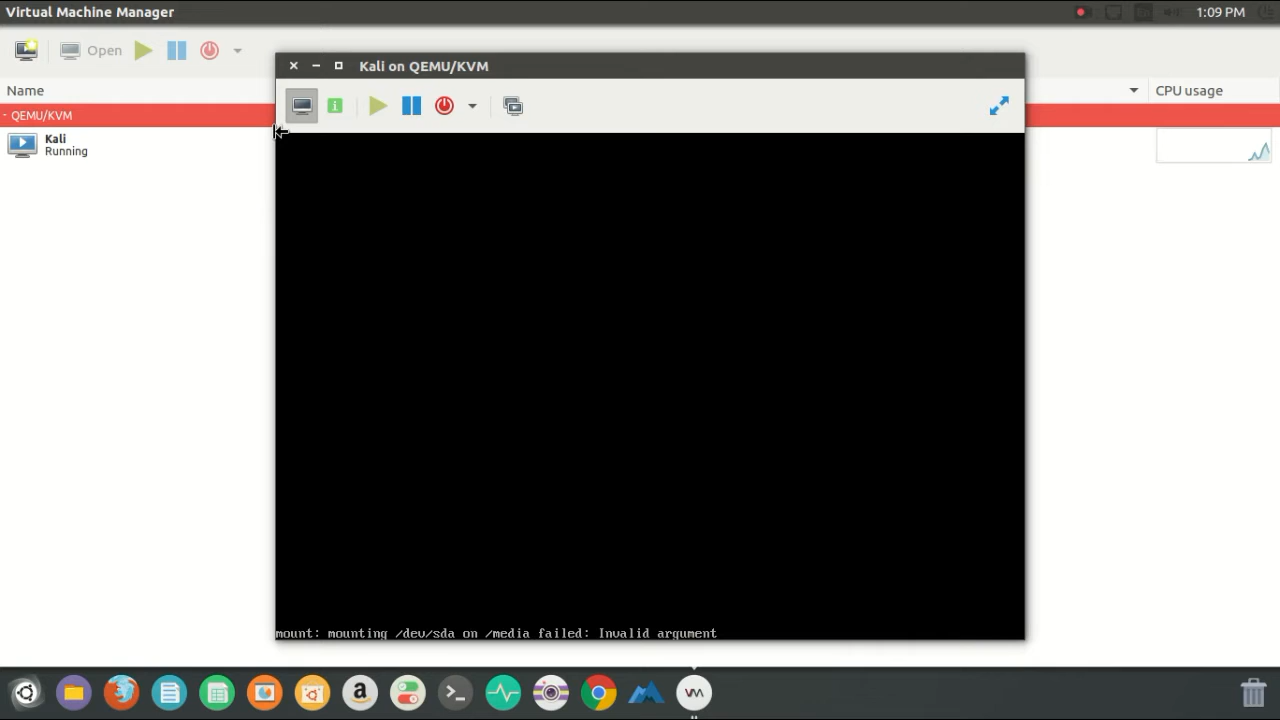 Virtual Machine Manager
1:09 PM
Open
Kali on QEMU/KVM
Name
CPU usage
- QEMU/KVM
Kali
Running
mount: mounting /dev/sda on /media failed: Invalid argument